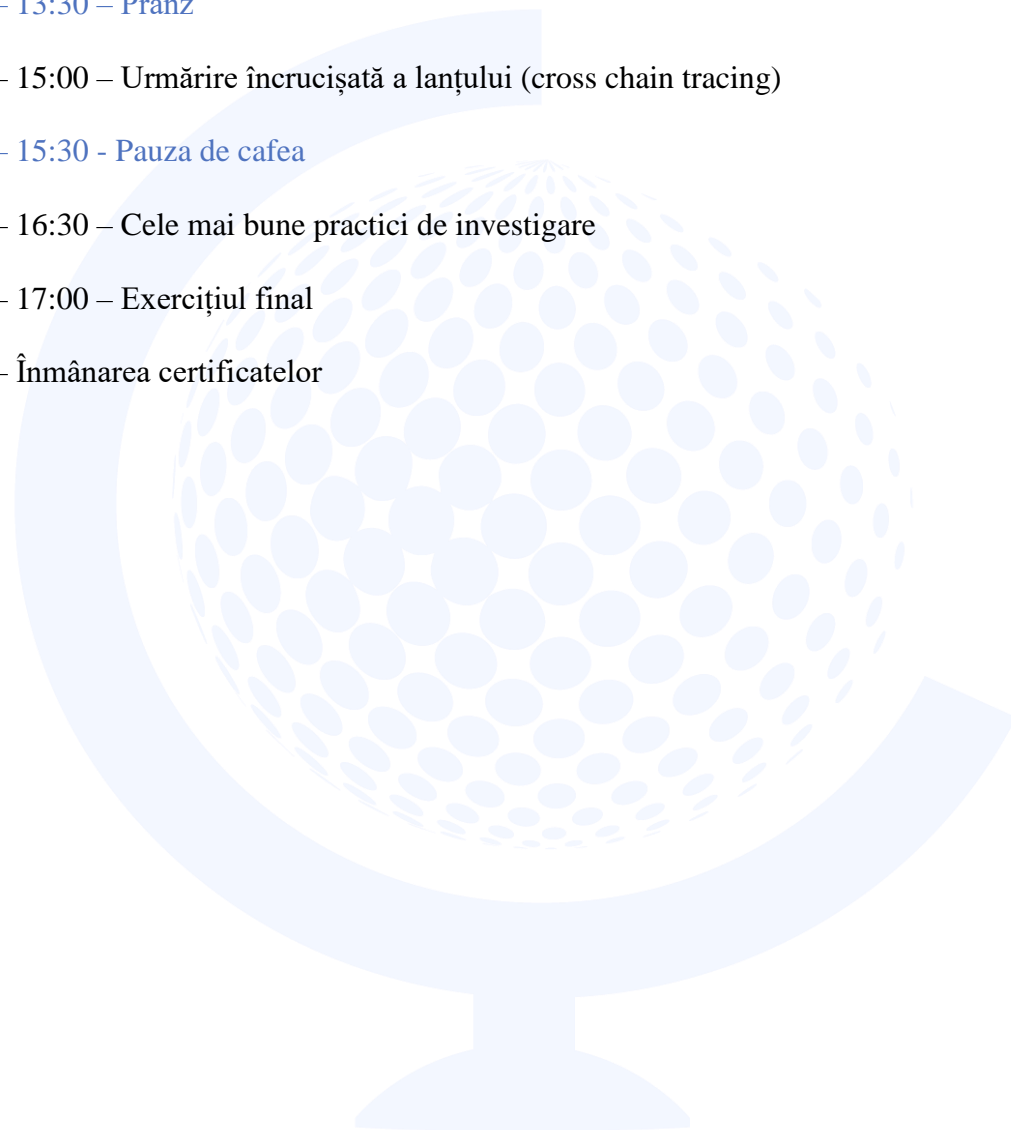 – 13:30 – Prânz
– 15:00 – Urmărire încrucișată a lanțului (cross chain tracing)
– 15:30 - Pauza de cafea
– 16:30 – Cele mai bune practici de investigare
– 17:00 – Exercițiul final
– Înmânarea certificatelor